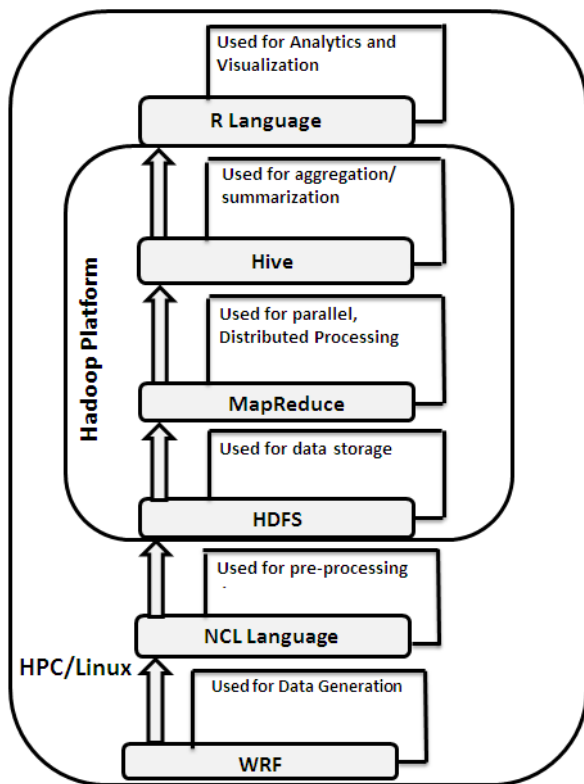 Used for Analytics and
Visualization
R Language
Used for aggregation/
summarization
Hive
Hadoop Platform
Used for parallel,
Distributed Processing
MapReduce
Used for data storage
HDFS
Used for pre-processing
NCL Language
HPC/Linux
Used for Data Generation
WRF